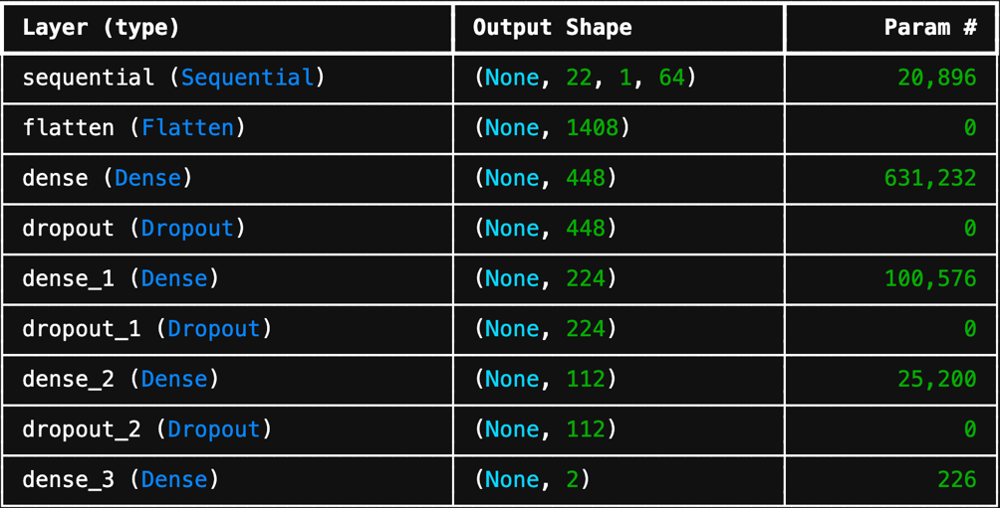 Layer (type) Output Shape Param #
sequential (Sequential) (None, 22, 1, 64) 20,896
flatten (Flatten) (None, 1408) 0
dense (Dense) (None, 448) 631,232
dropout (Dropout) (None, 448) 0
dense_1 (Dense) (None, 224) 100,576
dropout_1 (Dropout) (None, 224) 0
dense_2 (Dense) (None, 112) 25,200
dropout_2 (Dropout) (None, 112) 0
dense_3 (Dense) (None, 2) 226